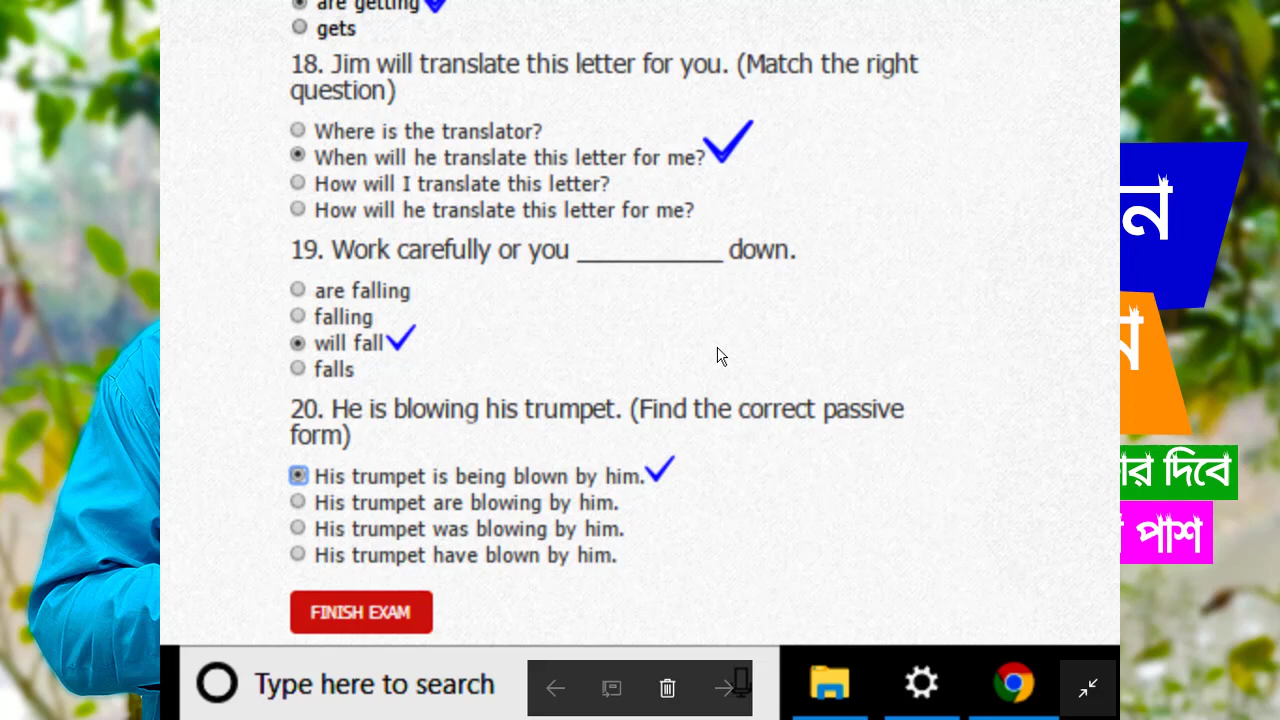 are getting
gets
18. Jim will translate this letter for you. (Match the right
question)
Where is the translator?
When will he translate this letter for me?
How will I translate this letter?
How will he translate this letter for me?
19. Work carefully or you ____________ down.
are falling
falling
will fall
falls
20. He is blowing his trumpet. (Find the correct passive
form)
His trumpet is being blown by him.
His trumpet are blowing by him.
His trumpet was blowing by him.
His trumpet have blown by him.
FINISH EXAM
Type here to search
ন
দিবে
পাশ